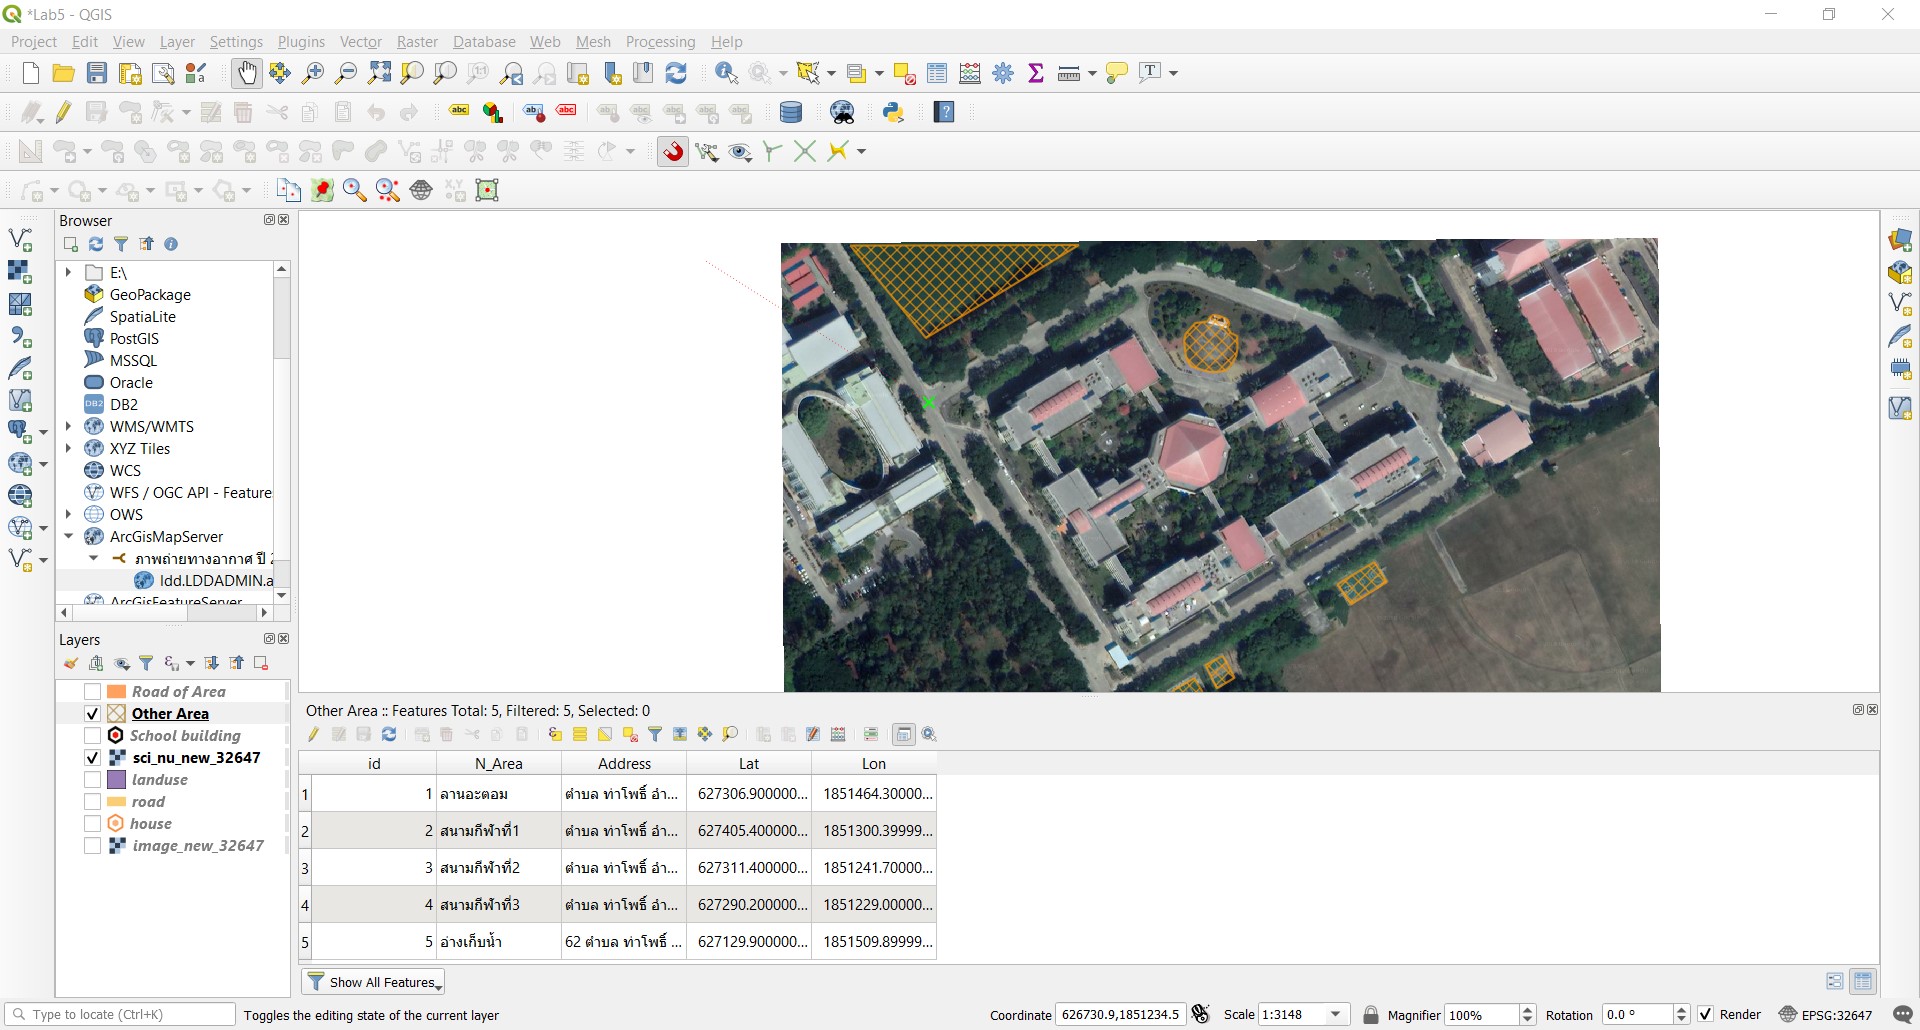 *Lab5 - QGIS
Project Edit View Layer Settings Plugins Vector Raster Database Web Mesh Processing Help
Browser
E:\
GeoPackage
SpatiaLite
PostGIS
MSSQL
Oracle
DB2 DB2
WMS/WMTS
XYZ Tiles
WCS
WFS / OGC API - Feature
OWS
ArcGisMapServer
ภาพถ่ายทางอากาศ ปี 2
ldd.LDDADMIN.a
ArcGisFeatureServer
Layers
Road of Area
Other Area
School building
sci_nu_new_32647
landuse
road
house
image_new_32647
Other Area :: Features Total: 5, Filtered: 5, Selected: 0
id N_Area Address Lat Lon
1 1 ลานอะตอม ตำบล ท่าโพธิ์ อำ... 627306.900000... 1851464.30000...
2 2 สนามกีฬาที่1 ตำบล ท่าโพธิ์ อำ... 627405.400000... 1851300.39999...
3 3 สนามกีฬาที่2 ตำบล ท่าโพธิ์ อำ... 627311.400000... 1851241.70000...
4 4 สนามกีฬาที่3 ตำบล ท่าโพธิ์ อำ... 627290.200000... 1851229.00000...
5 5 อ่างเก็บน้ำ 62 ตำบล ท่าโพธิ์ ... 627129.900000... 1851509.89999...
Show All Features
Type to locate (Ctrl+K) Toggles the editing state of the current layer Coordinate 626730.9,1851234.5 Scale 1:3148 Magnifier 100% Rotation 0.0 ° Render EPSG:32647